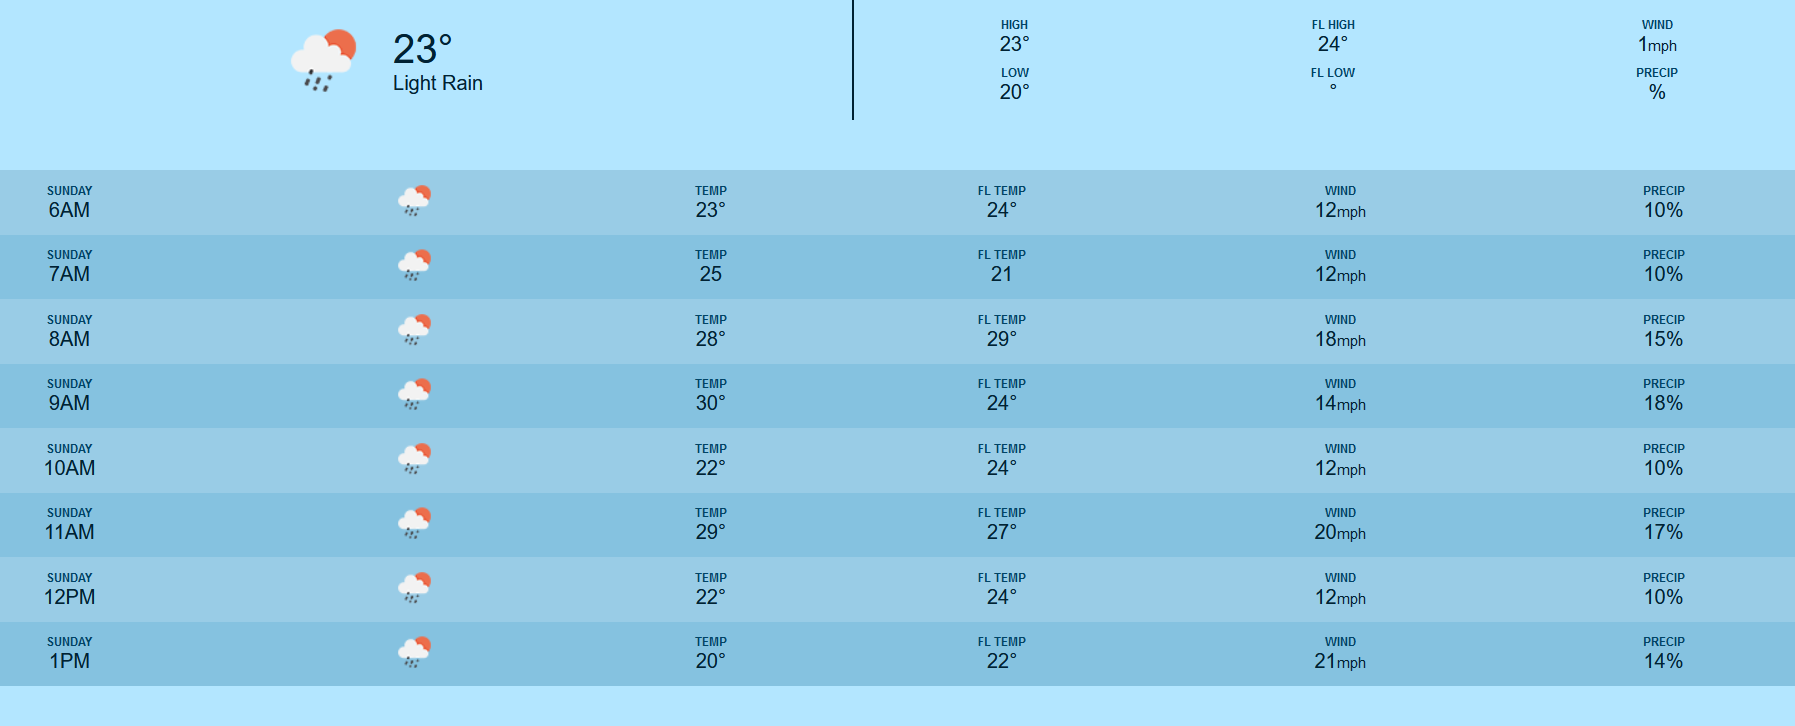 23°
Light Rain
HIGH
23°
LOW
20°
FL HIGH
24°
FL LOW
°
WIND
1mph
PRECIP
%
SUNDAY TEMP FL TEMP WIND PRECIP
6AM 23° 24° 12mph 10%
SUNDAY TEMP FL TEMP WIND PRECIP
7AM 25 21 12mph 10%
SUNDAY TEMP FL TEMP WIND PRECIP
8AM 28° 29° 18mph 15%
SUNDAY TEMP FL TEMP WIND PRECIP
9AM 30° 24° 14mph 18%
SUNDAY TEMP FL TEMP WIND PRECIP
10AM 22° 24° 12mph 10%
SUNDAY TEMP FL TEMP WIND PRECIP
11AM 29° 27° 20mph 17%
SUNDAY TEMP FL TEMP WIND PRECIP
12PM 22° 24° 12mph 10%
SUNDAY TEMP FL TEMP WIND PRECIP
1PM 20° 22° 21mph 14%